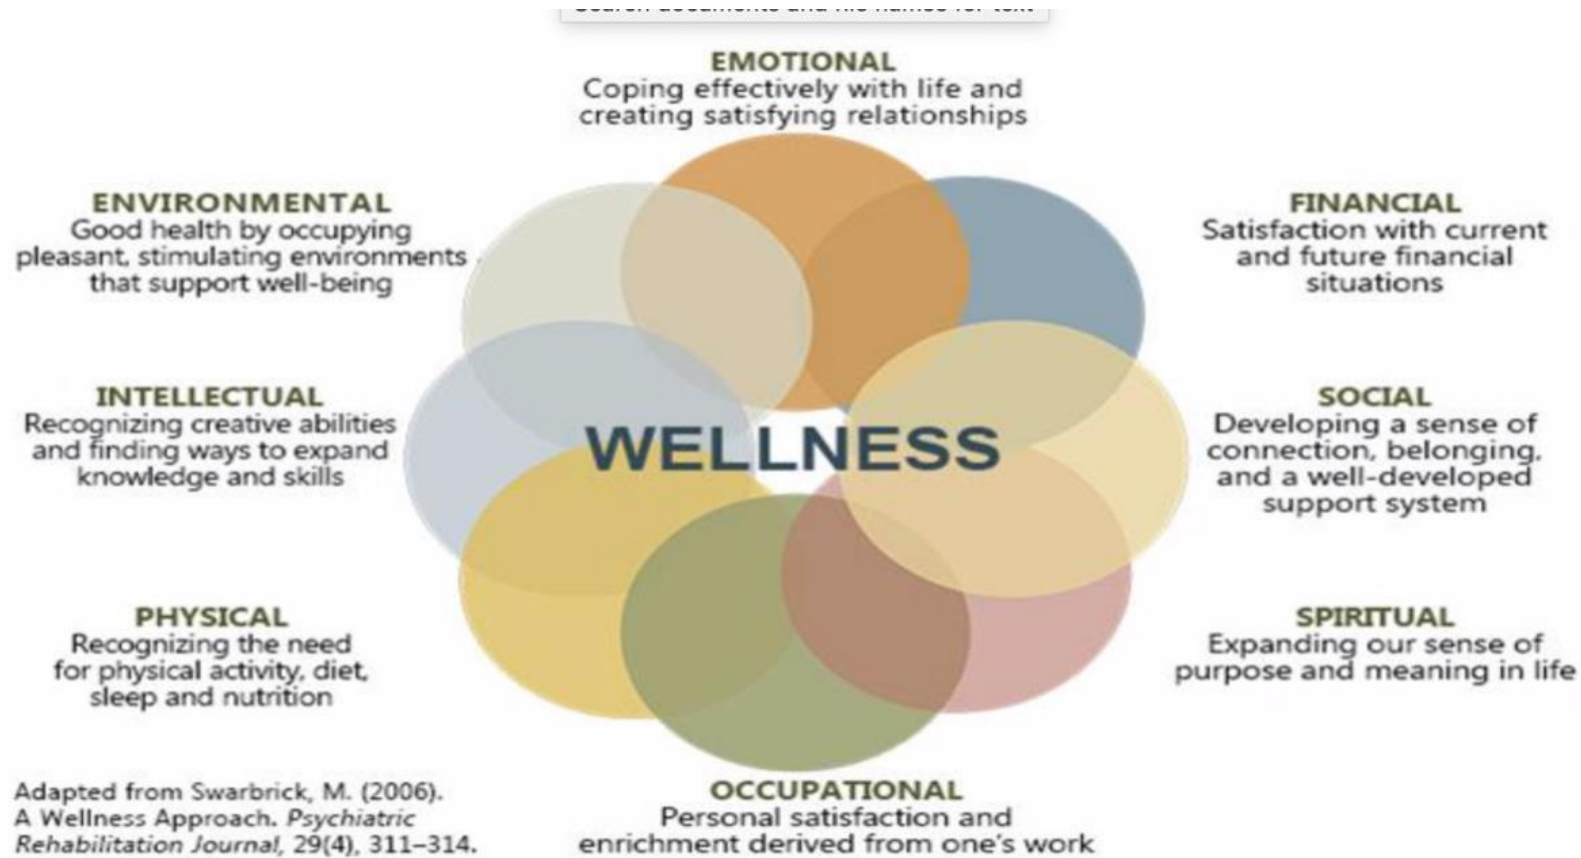 EMOTIONAL
Coping effectively with life and
creating satisfying relationships
ENVIRONMENTAL
Good health by occupying
pleasant, stimulating environments
that support well-being
FINANCIAL
Satisfaction with current
and future financial
situations
INTELLECTUAL
Recognizing creative abilities
and finding ways to expand
knowledge and skills
WELLNESS
SOCIAL
Developing a sense of
connection, belonging,
and a well-developed
support system
PHYSICAL
Recognizing the need
for physical activity, diet,
sleep and nutrition
SPIRITUAL
Expanding our sense of
purpose and meaning in life
OCCUPATIONAL
Personal satisfaction and
enrichment derived from one's work
Adapted from Swarbrick, M. (2006).
A Wellness Approach. Psychiatric
Rehabilitation Journal, 29(4), 311–314.